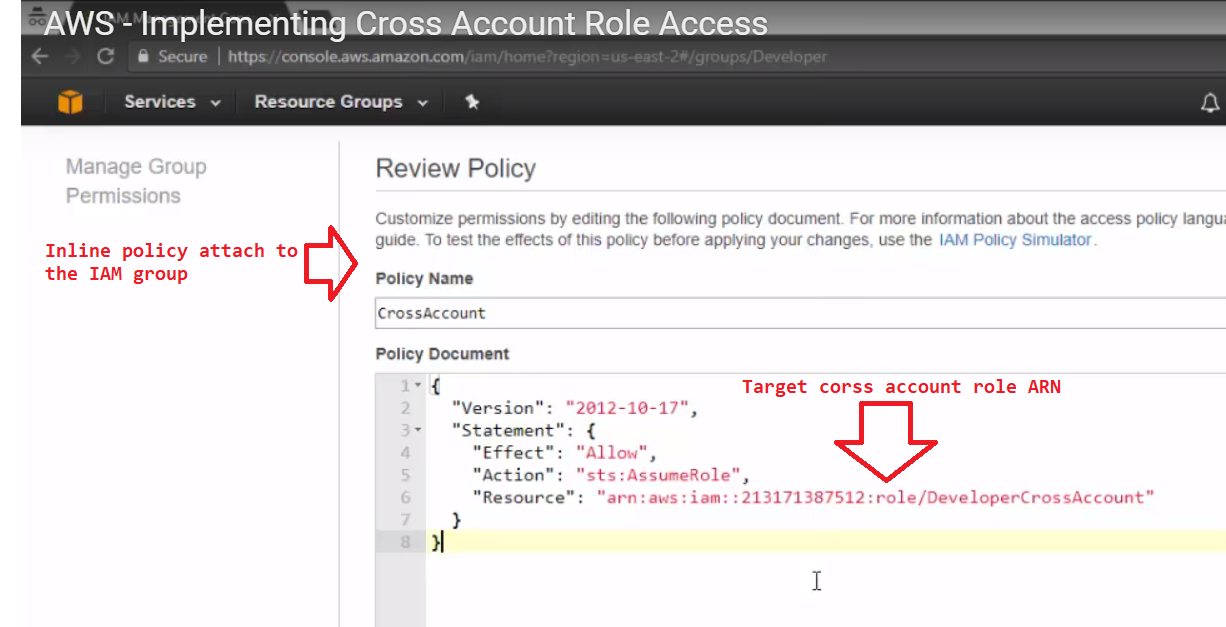 AWS - Implementing Cross Account Role Access
Secure | https://console.aws.amazon.com/iam/home?region=us-east-2#/groups/Developer
Services Resource Groups
Manage Group
Permissions
Review Policy
Customize permissions by editing the following policy document. For more information about the access policy langua
guide. To test the effects of this policy before applying your changes, use the IAM Policy Simulator.
Inline policy attach to
the IAM group
Policy Name
CrossAccount
Policy Document
Target corss account role ARN
1 {
2 "Version": "2012-10-17",
3 "Statement": {
4 "Effect": "Allow",
5 "Action": "sts:AssumeRole",
6 "Resource": "arn:aws:iam::213171387512:role/DeveloperCrossAccount"
7 }
8 }